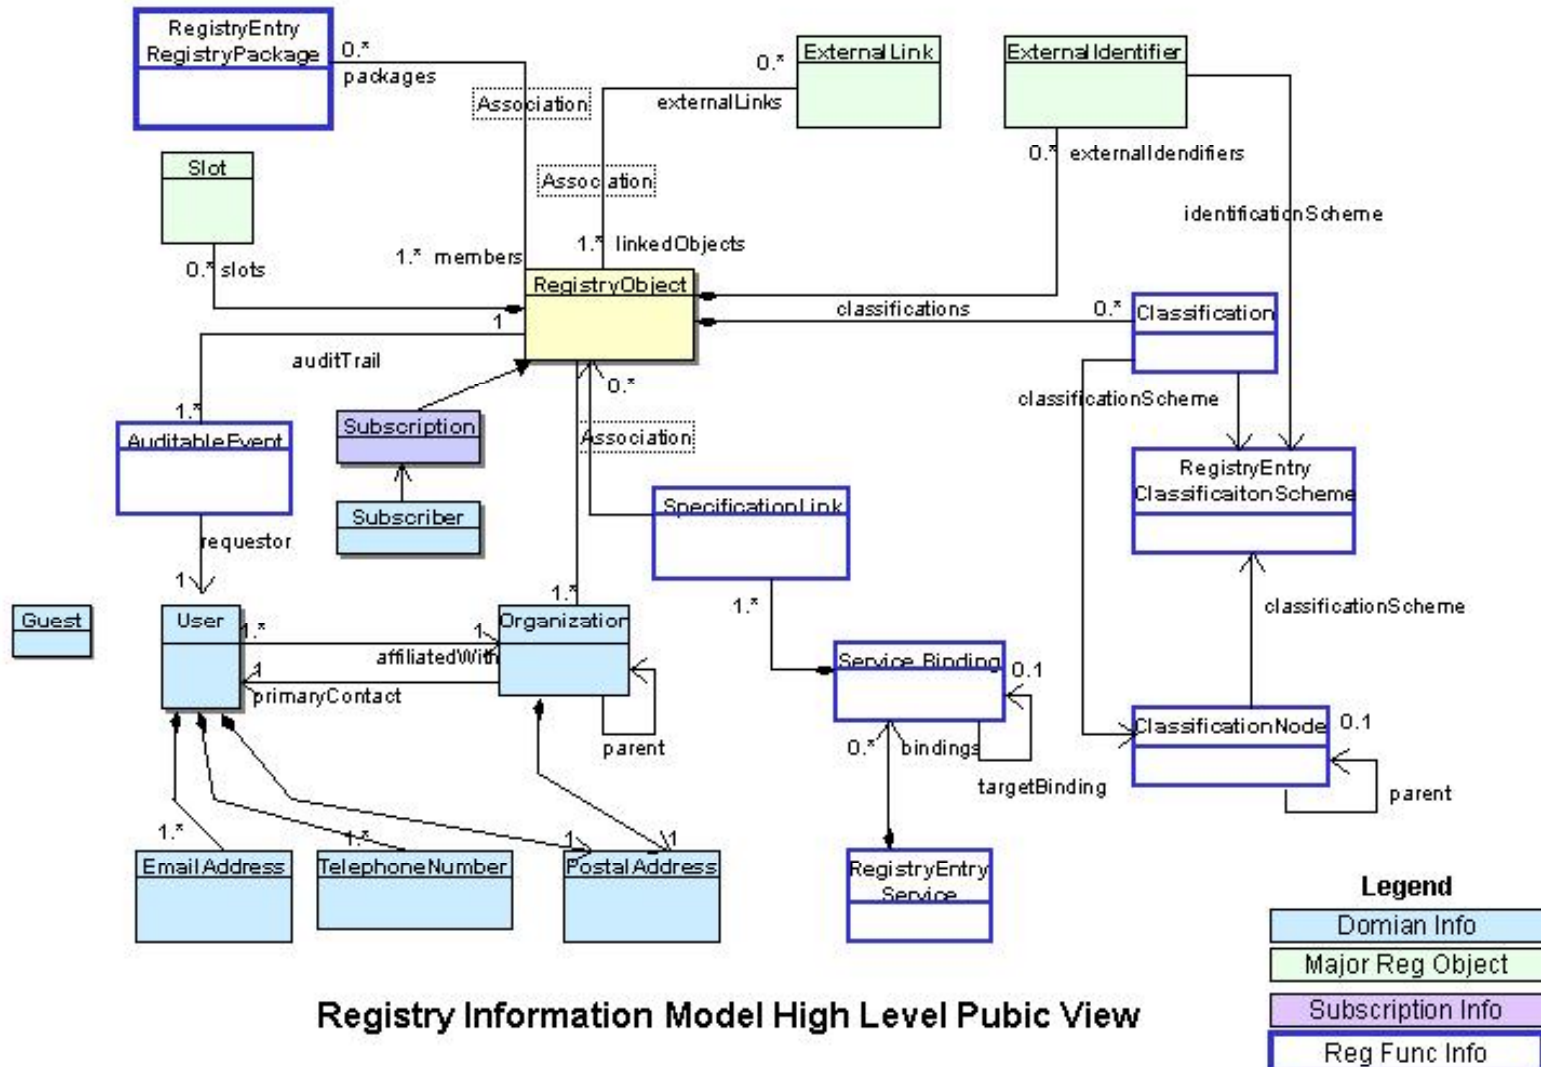 RegistryEntry
RegistryPackage
0.*
packages
Association
ExternalLink
0.*
externalLinks
ExternalIdentifier
0.* externalIdendifiers
Slot
Association
identificationScheme
0.* slots
1.* members
1.* linkedObjects
RegistryObject
classifications
0.*
Classification
1
auditTrail
0.*
classificationScheme
1.*
AuditableEvent
Subscription
Association
RegistryEntry
ClassificaitonScheme
Subscriber
SpecificationLink
requestor
1
1.*
1.*
classificationScheme
Guest
User
1.*
1
Organization
affiliatedWith
1
primaryContact
parent
Service Binding
0.1
0.* bindings
targetBinding
ClassificationNode
0.1
parent
1.*
1.*
1
1
EmailAddress
TelephoneNumber
PostalAddress
RegistryEntry
Service
Legend
Domian Info
Major Reg Object
Subscription Info
Reg Func Info
Registry Information Model High Level Pubic View